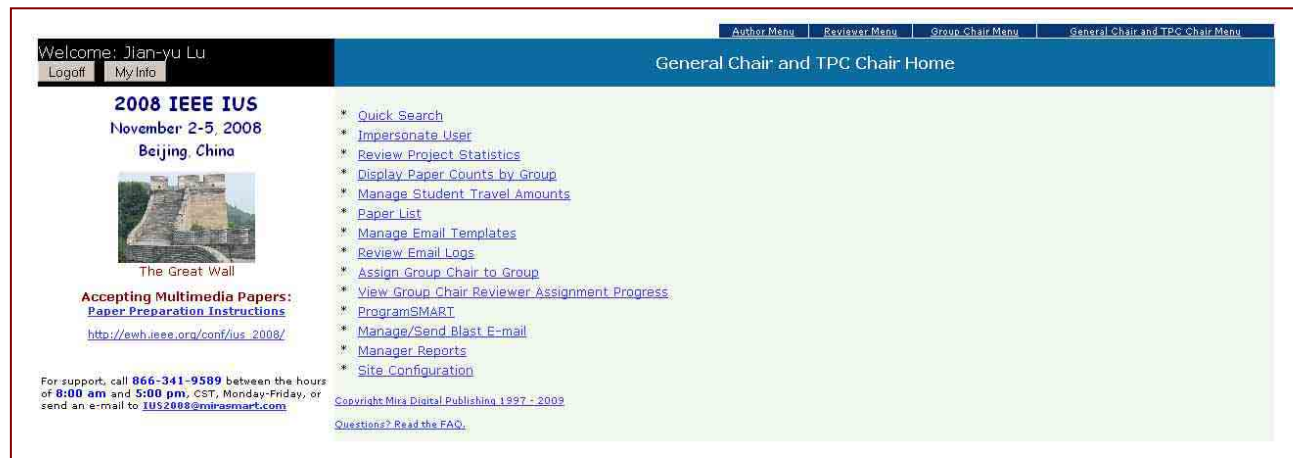 Author Menu Reviewer Menu Group Chair Menu General Chair and TPC Chair Menu
Welcome: Jian-yu Lu
Logoff My Info
General Chair and TPC Chair Home
2008 IEEE IUS
November 2-5, 2008
Beijing, China
The Great Wall
Accepting Multimedia Papers:
Paper Preparation Instructions
http://ewh.ieee.org/conf/ius_2008/
For support, call 866-341-9589 between the hours
of 8:00 am and 5:00 pm, CST, Monday-Friday, or
send an e-mail to IUS2008@mirasmart.com
* Quick Search
* Impersonate User
* Review Project Statistics
* Display Paper Counts by Group
* Manage Student Travel Amounts
* Paper List
* Manage Email Templates
* Review Email Logs
* Assign Group Chair to Group
* View Group Chair Reviewer Assignment Progress
* ProgramSMART
* Manage/Send Blast E-mail
* Manager Reports
* Site Configuration
Copyright Mira Digital Publishing 1997 - 2009
Questions? Read the FAQ.